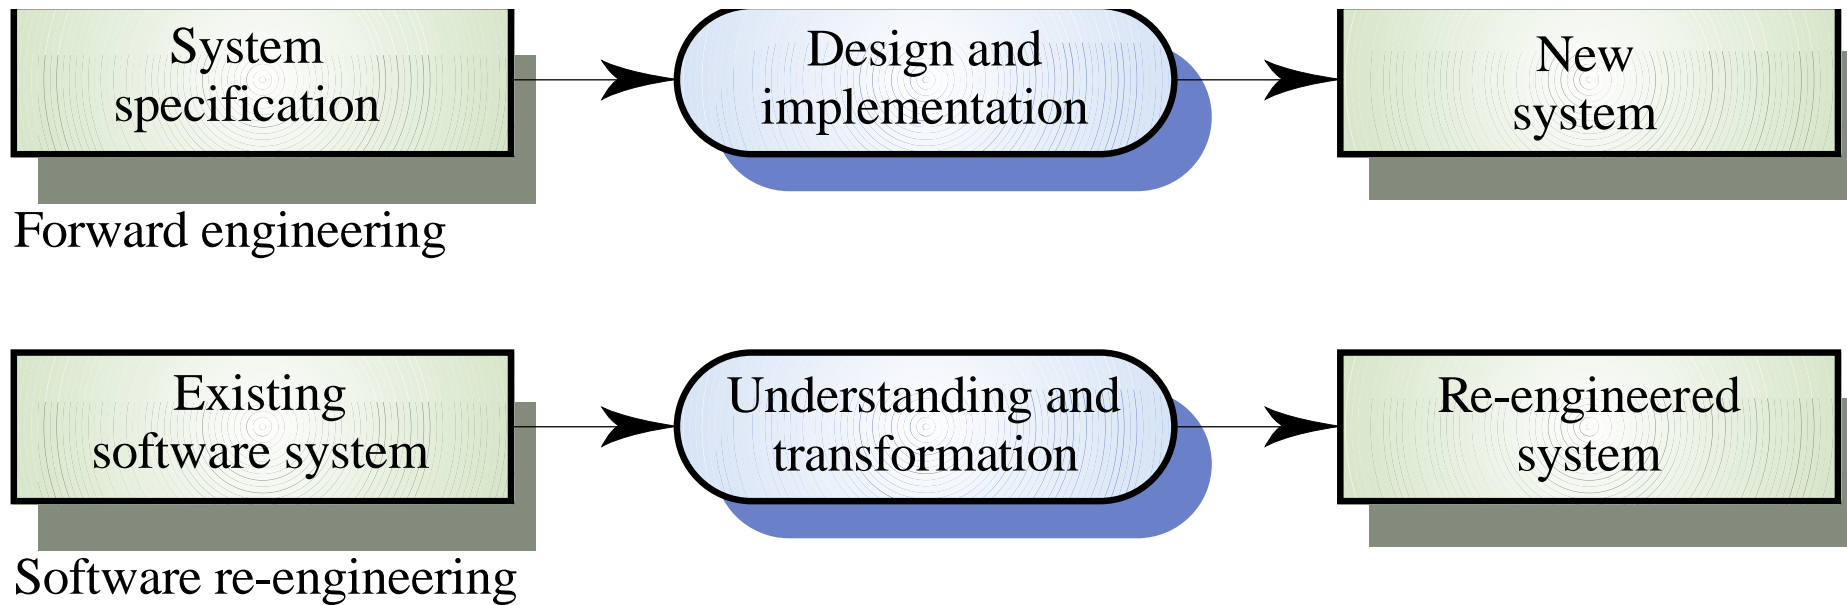 System
specification
Design and
implementation
New
system
Forward engineering
Existing
software system
Understanding and
transformation
Re-engineered
system
Software re-engineering